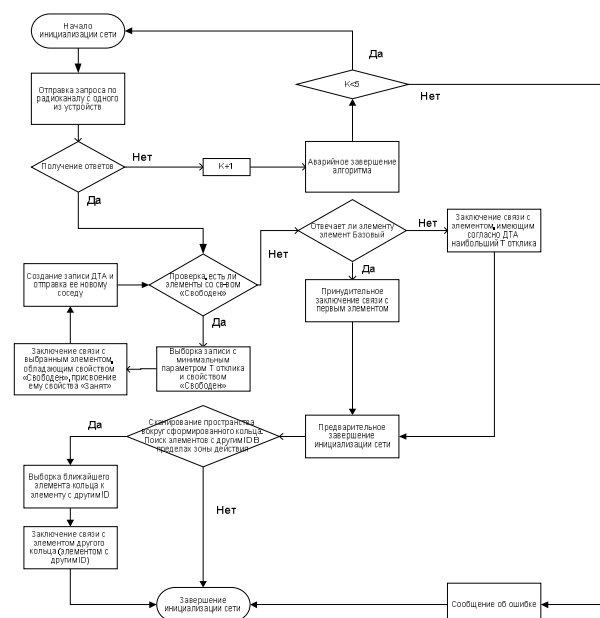 Начало
инициализации сети
Да
K<5
Нет
Отправка запроса по
радиоканалу с одного
из устройств
Получение ответов
Нет
K+1
Аварийное завершение
алгоритма
Да
Отвечает ли элементу
элемент Базовый
Нет
Заключение связи с
элементом, имеющим
согласно ДТА
наибольший Т отклика
Нет
Да
Создание записи ДТА и
отправка ее новому
соседу
Проверка, есть ли
элементы со св-вом
«Свободен»
Принудительное
заключение связи с
первым элементом
Да
Заключение связи с
выбранным элементом,
обладающим свойством
«Свободен», присвоение
ему свойства «Занят»
Выборка записи с
минимальным
параметром Т отклика
и свойством
«Свободен»
Да
Сканирование пространства
вокруг сформированного кольца.
Поиск элементов с другим ID В
пределах зоны действия
Предварительное
завершение
инициализации сети
Выборка ближайшего
элемента кольца к
элементу с другим ID
Нет
Заключение связи с
элементом другого
кольца (элементом с
другим ID)
Завершение
инициализации сети
Сообщение об ошибке